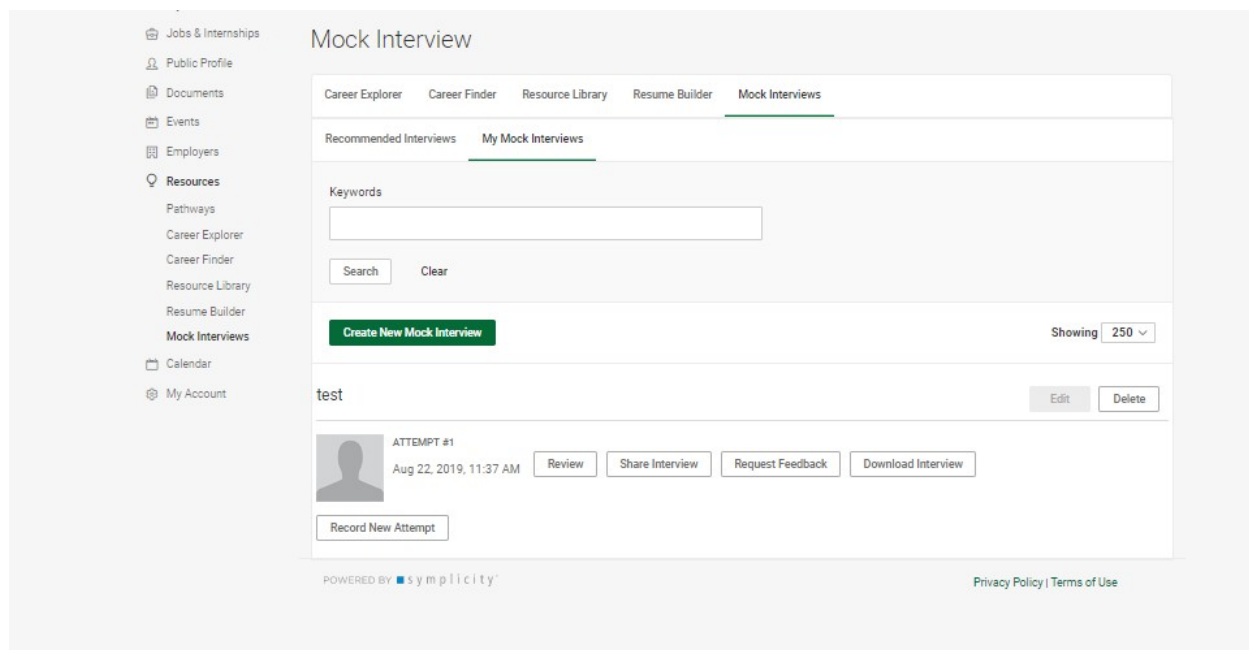 Jobs & Internships
Public Profile
Documents
Events
Employers
Resources
Pathways
Career Explorer
Career Finder
Resource Library
Resume Builder
Mock Interviews
Calendar
My Account
Mock Interview
Career Explorer Career Finder Resource Library Resume Builder Mock Interviews
Recommended Interviews My Mock Interviews
Keywords
Search Clear
Create New Mock Interview Showing 250
test Edit Delete
ATTEMPT #1
Aug 22, 2019, 11:37 AM Review Share Interview Request Feedback Download Interview
Record New Attempt
POWERED BY symplicity
Privacy Policy | Terms of Use